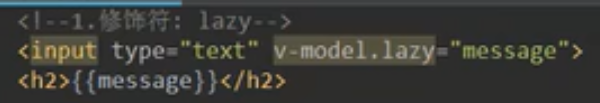 <!--1.修饰符: lazy-->
<input type="text" v-model.lazy="message">
<h2>{{message}}</h2>